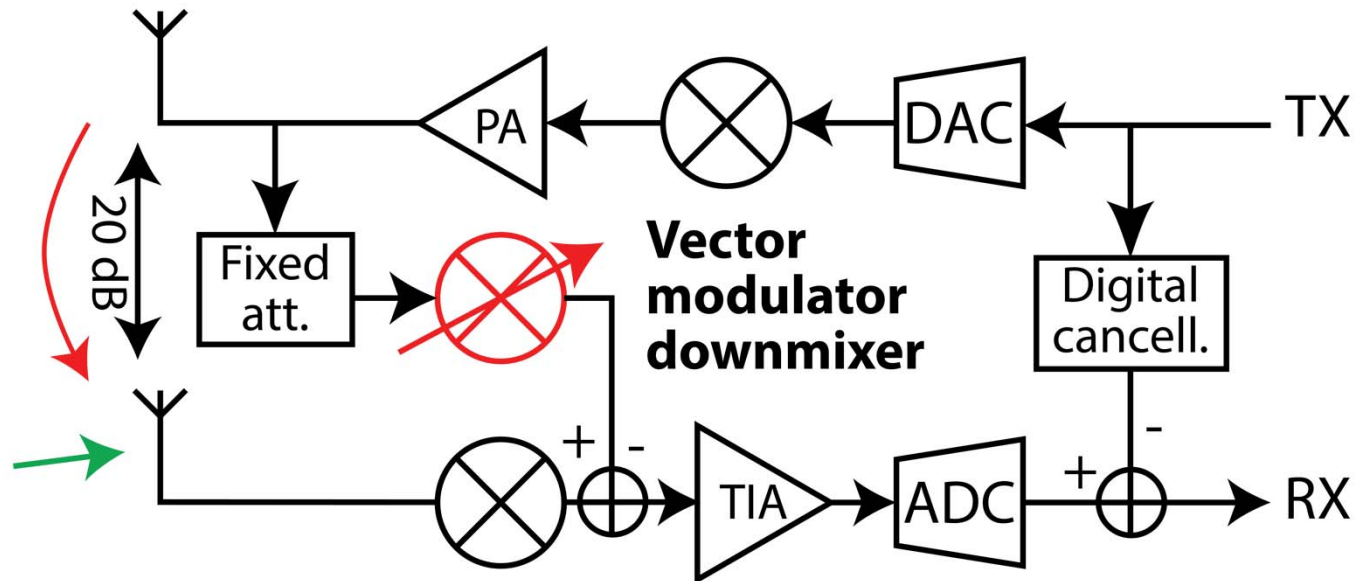 PA
DAC
TX
20 dB
Fixed
att.
Vector
modulator
downmixer
Digital
cancell.
+
-
TIA
ADC
+
-
RX